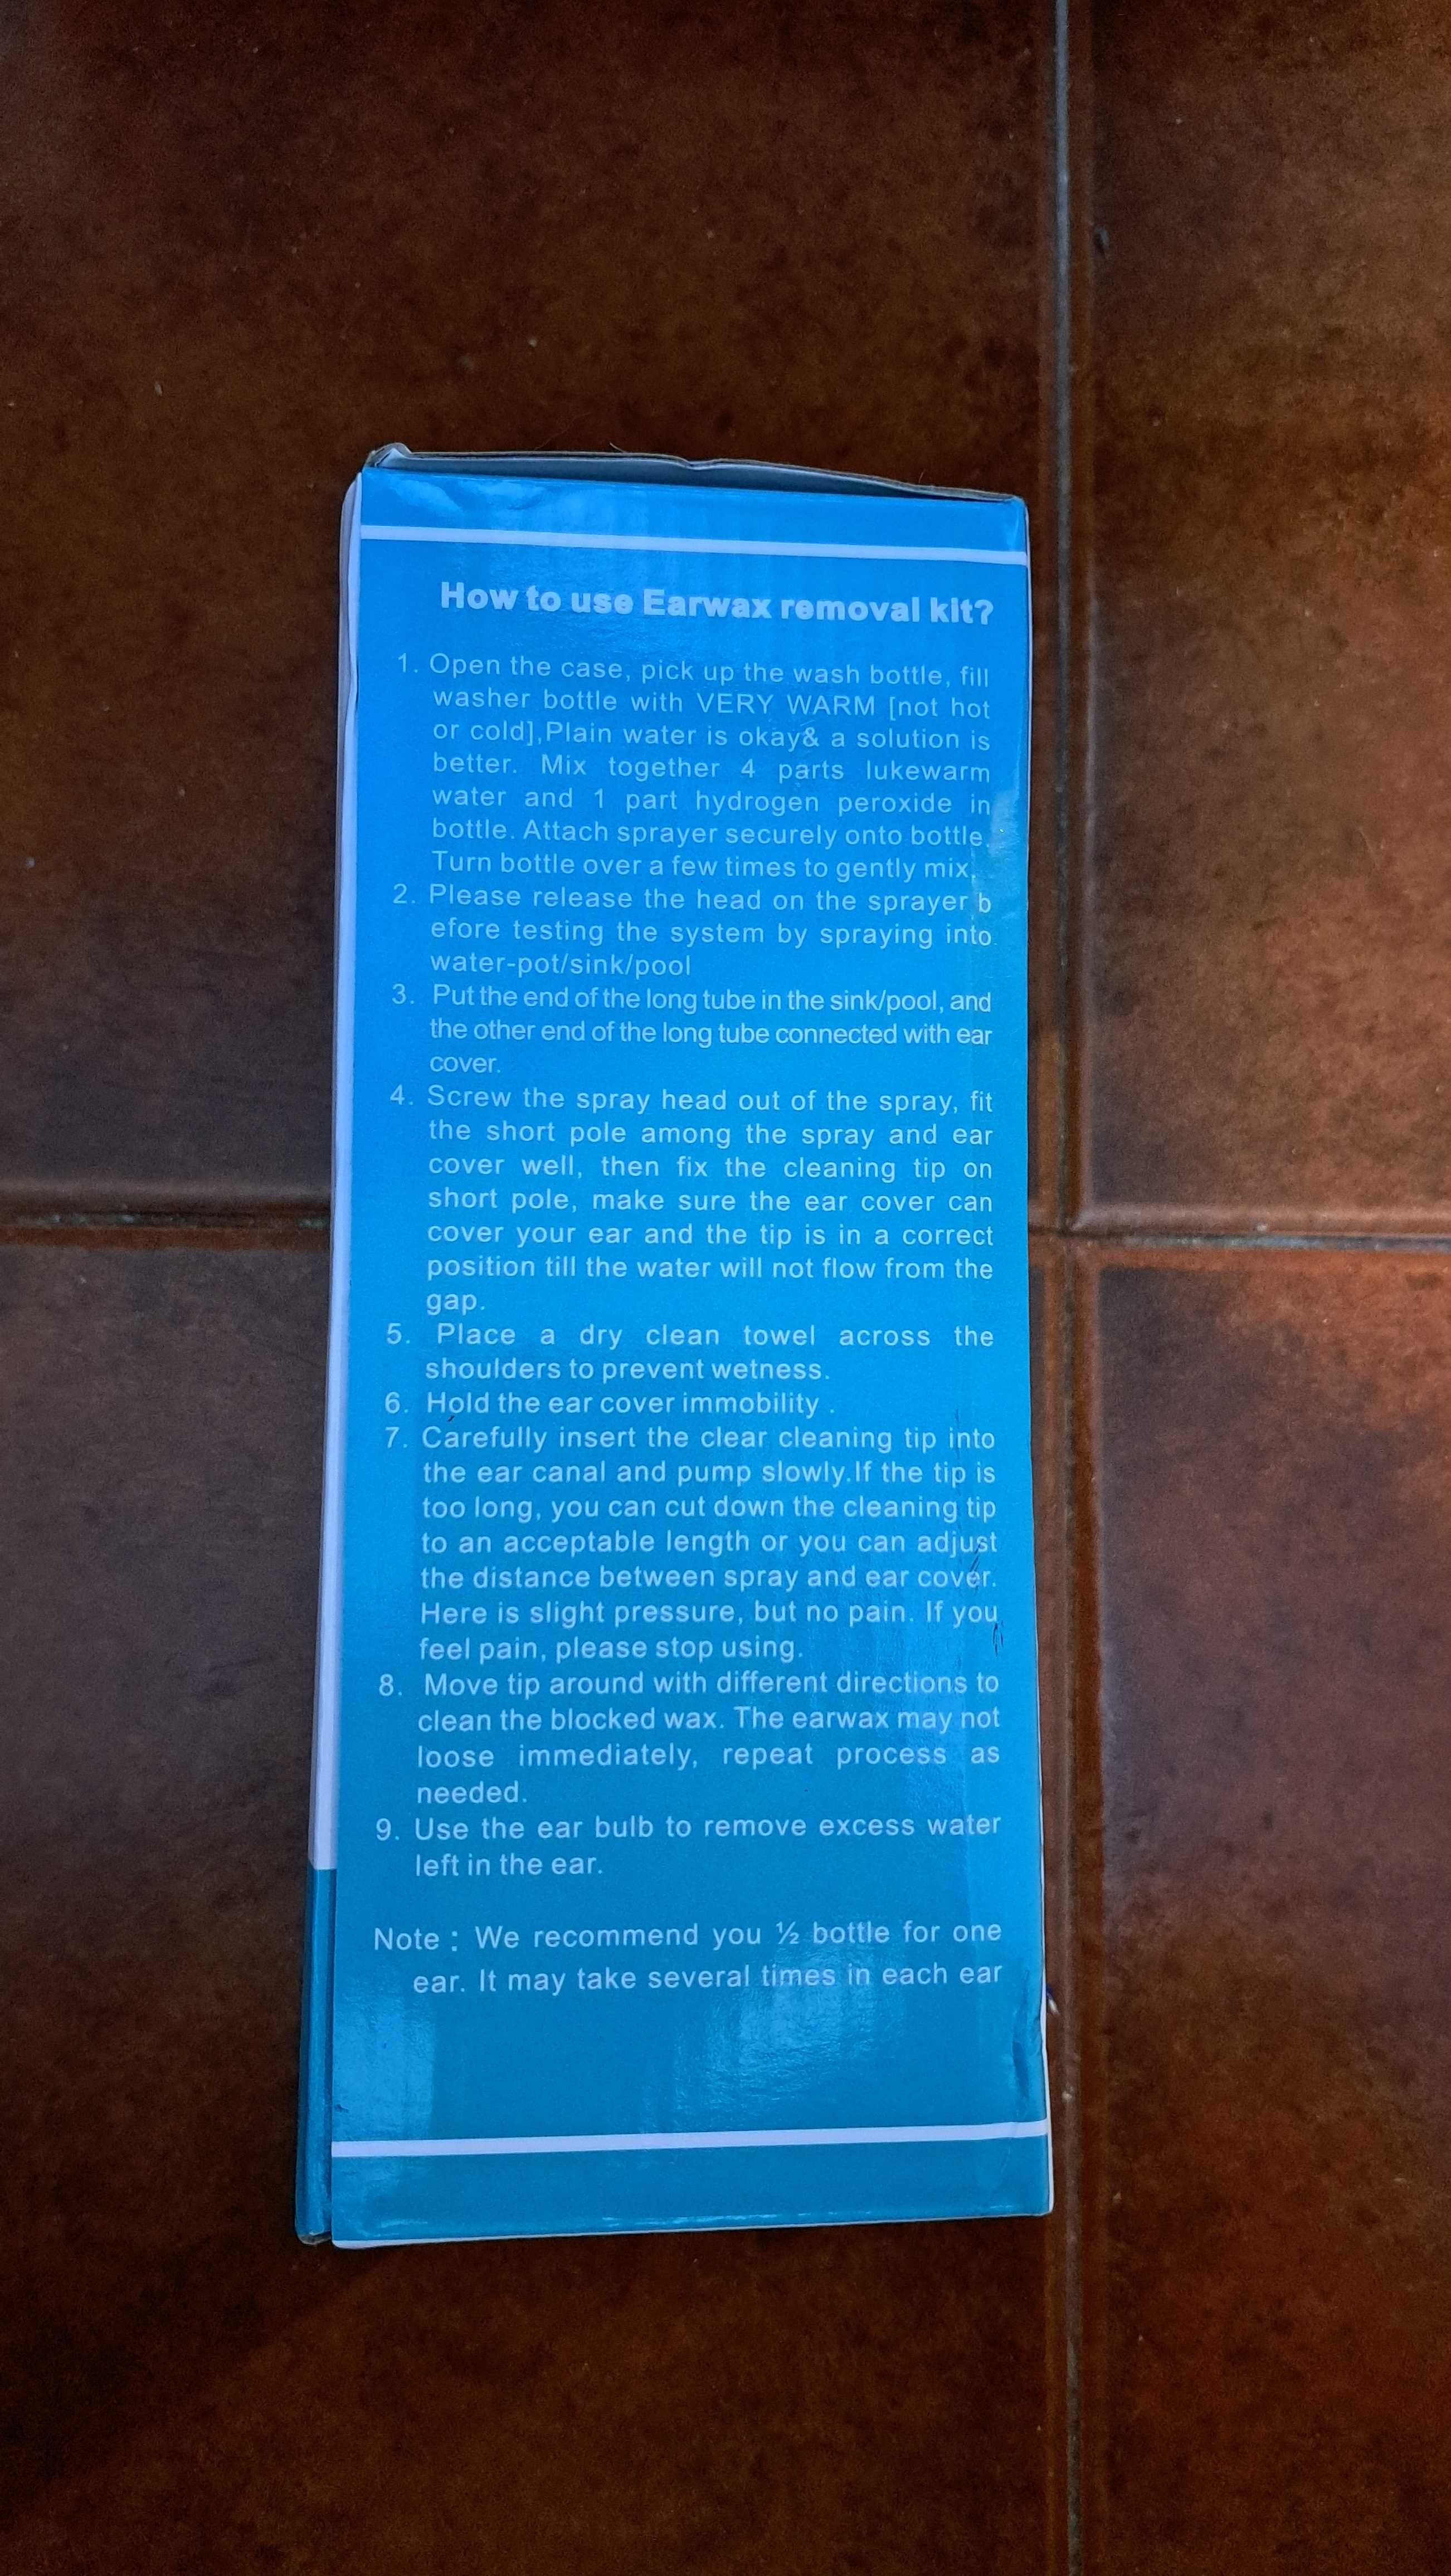 How to use Earwax removal kit?
1. Open the case, pick up the wash bottle, fill
washer bottle with VERY WARM [not hot
or cold],Plain water is okay& a solution is
better. Mix together 4 parts lukewarm
water and 1 part hydrogen peroxide in
bottle. Attach sprayer securely onto bottle.
Turn bottle over a few times to gently mix.
2. Please release the head on the sprayer b
efore testing the system by spraying into
water-pot/sink/pool
3. Put the end of the long tube in the sink/pool, and
the other end of the long tube connected with ear
cover.
4. Screw the spray head out of the spray, fit
the short pole among the spray and ear
cover well, then fix the cleaning tip on
short pole, make sure the ear cover can
cover your ear and the tip is in a correct
position till the water will not flow from the
gap.
5. Place a dry clean towel across the
shoulders to prevent wetness.
6. Hold the ear cover immobility .
7. Carefully insert the clear cleaning tip into
the ear canal and pump slowly.If the tip is
too long, you can cut down the cleaning tip
to an acceptable length or you can adjust
the distance between spray and ear cover.
Here is slight pressure, but no pain. If you
feel pain, please stop using.
8. Move tip around with different directions to
clean the blocked wax. The earwax may not
loose immediately, repeat process as
needed.
9. Use the ear bulb to remove excess water
left in the ear.
Note : We recommend you ½ bottle for one
ear. It may take several times in each ear